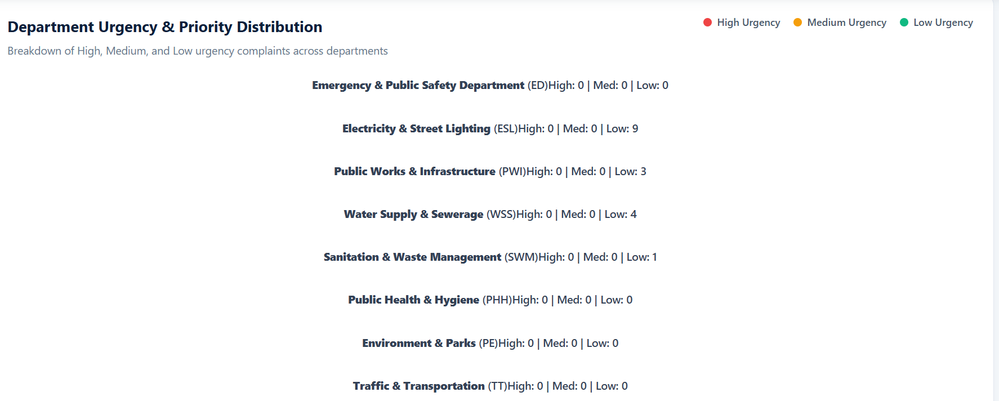 Department Urgency & Priority Distribution
High Urgency
Medium Urgency
Low Urgency
Breakdown of High, Medium, and Low urgency complaints across departments
Emergency & Public Safety Department (ED)High: 0 | Med: 0 | Low: 0
Electricity & Street Lighting (ESL)High: 0 | Med: 0 | Low: 9
Public Works & Infrastructure (PWI)High: 0 | Med: 0 | Low: 3
Water Supply & Sewerage (WSS)High: 0 | Med: 0 | Low: 4
Sanitation & Waste Management (SWM)High: 0 | Med: 0 | Low: 1
Public Health & Hygiene (PHH)High: 0 | Med: 0 | Low: 0
Environment & Parks (PE)High: 0 | Med: 0 | Low: 0
Traffic & Transportation (TT)High: 0 | Med: 0 | Low: 0